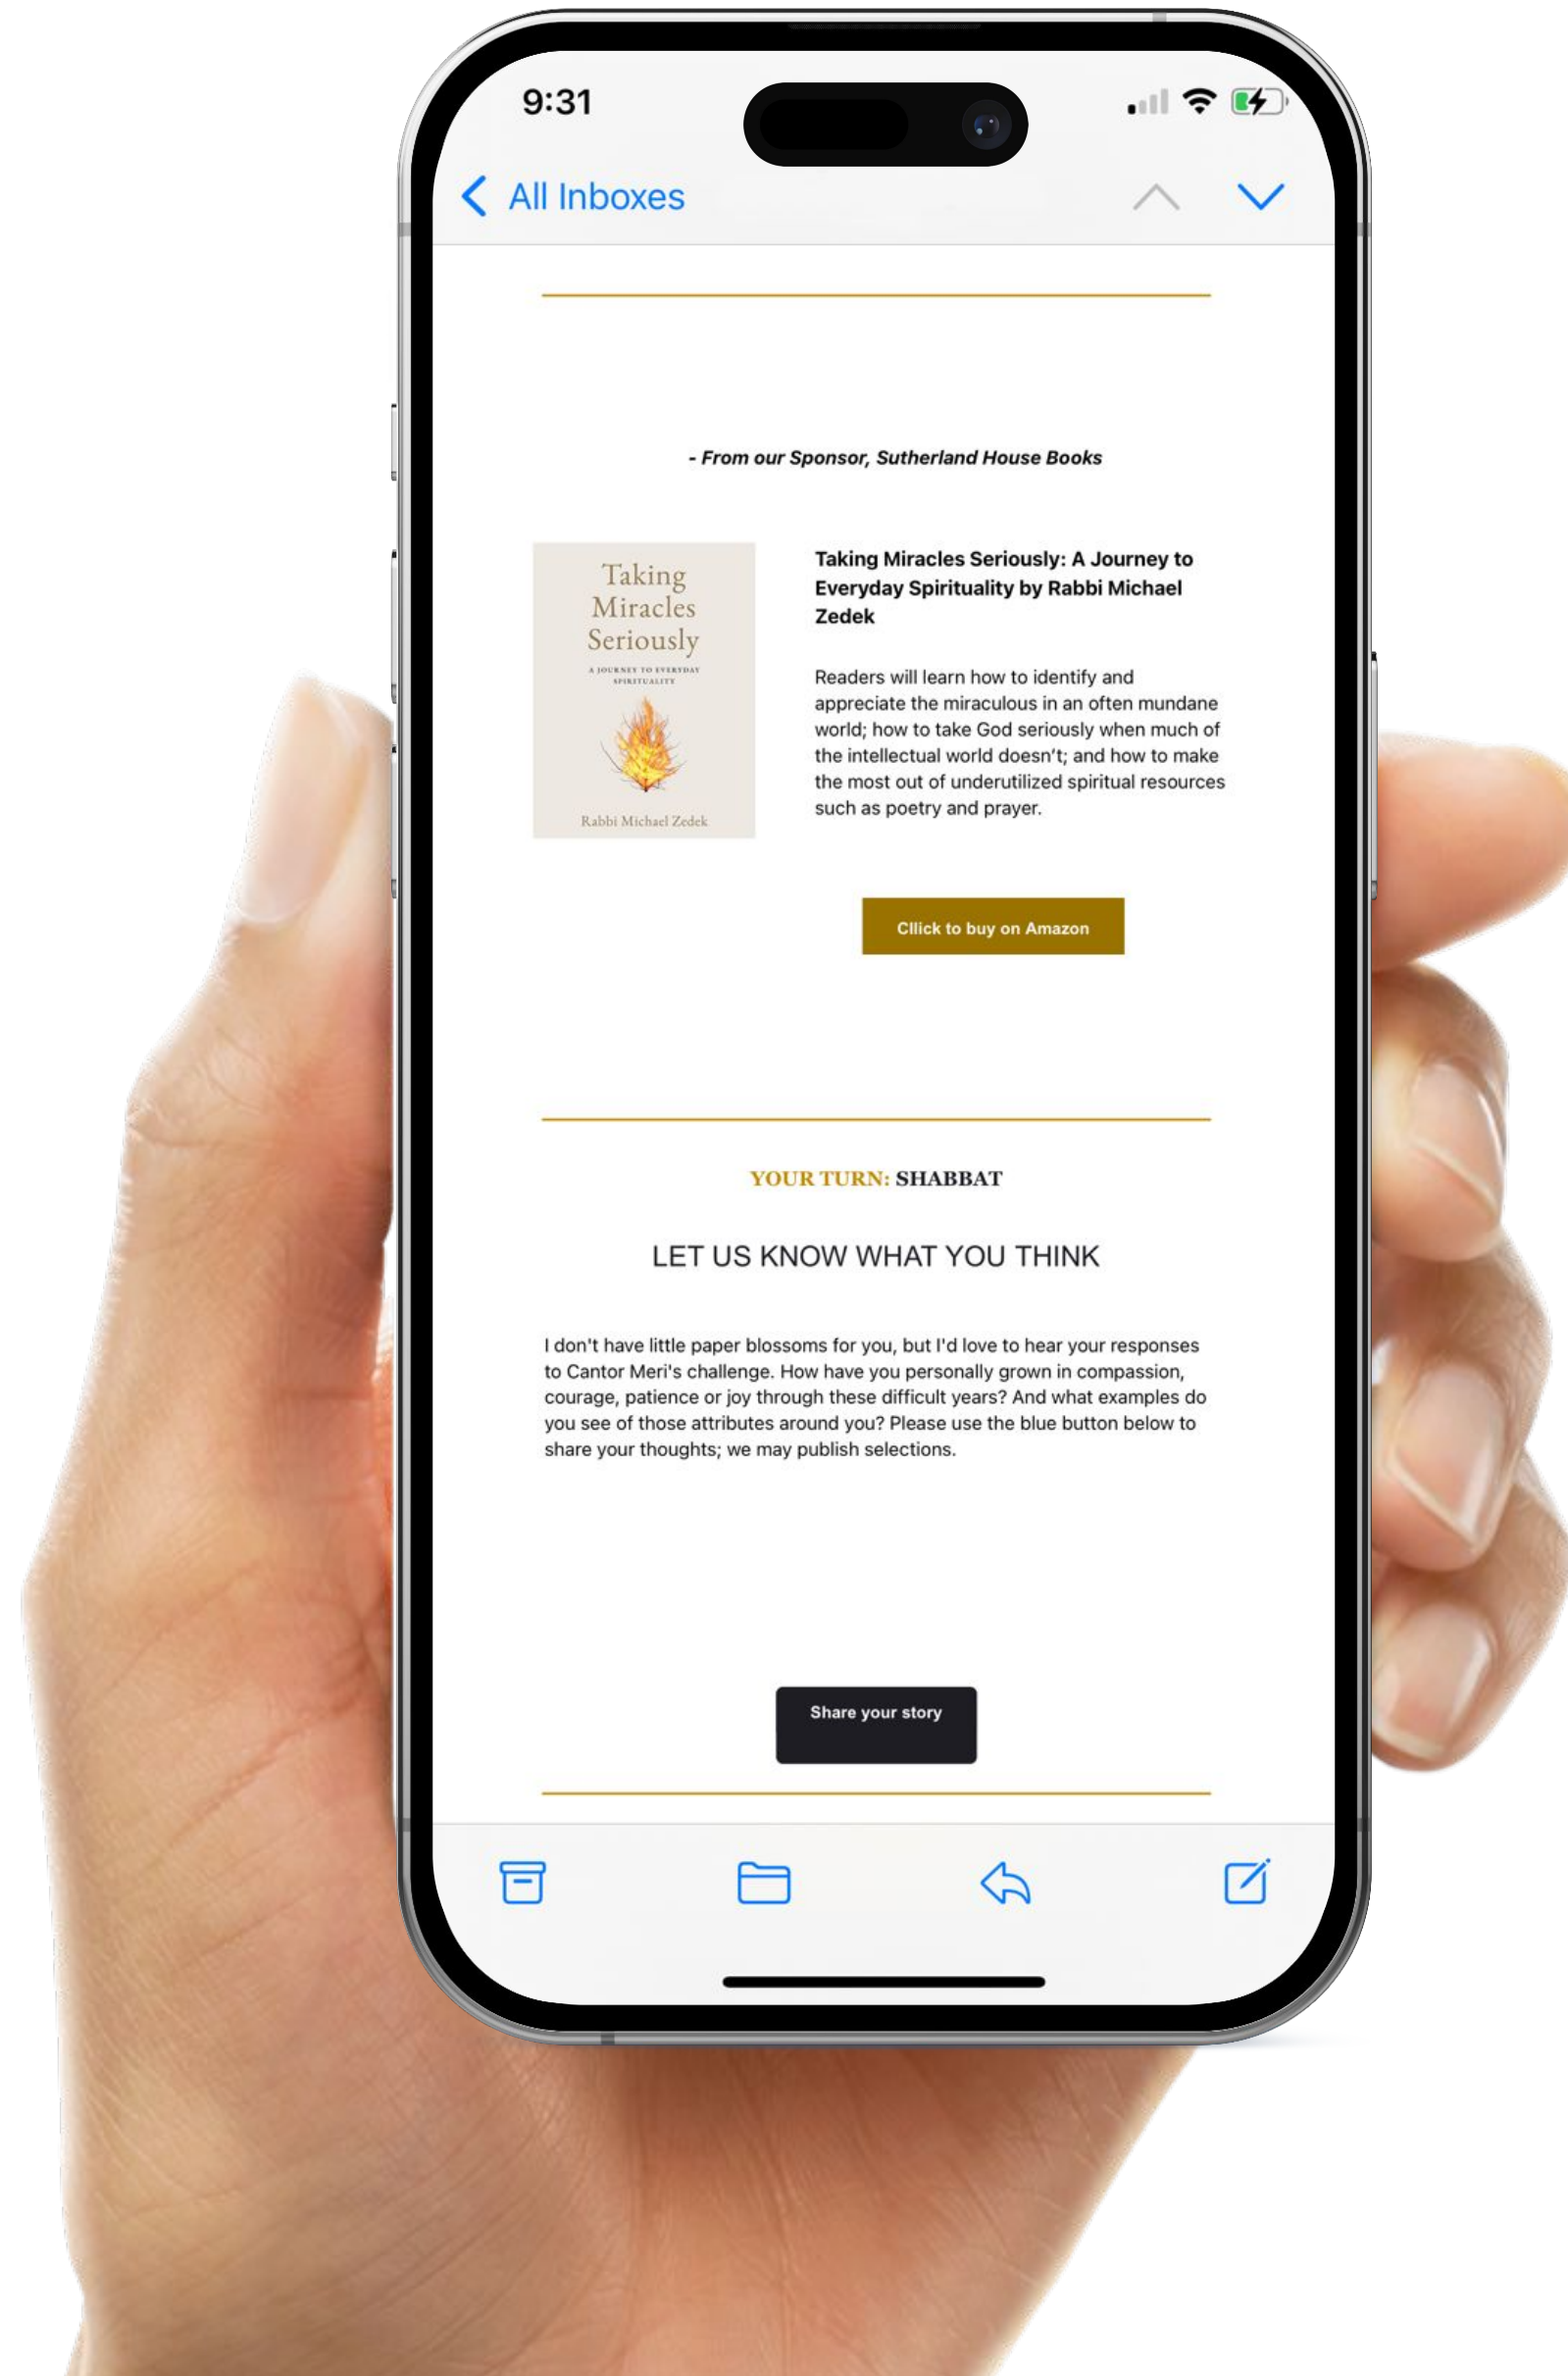 9:31
All Inboxes
- From our Sponsor, Sutherland House Books
Taking
Miracles
Seriously
A JOURNEY TO EVERYDAY
SPIRITUALITY
Rabbi Michael Zedek
Taking Miracles Seriously: A Journey to
Everyday Spirituality by Rabbi Michael
Zedek
Readers will learn how to identify and
appreciate the miraculous in an often mundane
world; how to take God seriously when much of
the intellectual world doesn't; and how to make
the most out of underutilized spiritual resources
such as poetry and prayer.
Cllick to buy on Amazon
YOUR TURN: SHABBAT
LET US KNOW WHAT YOU THINK
I don't have little paper blossoms for you, but I'd love to hear your responses
to Cantor Meri's challenge. How have you personally grown in compassion,
courage, patience or joy through these difficult years? And what examples do
you see of those attributes around you? Please use the blue button below to
share your thoughts; we may publish selections.
Share your story